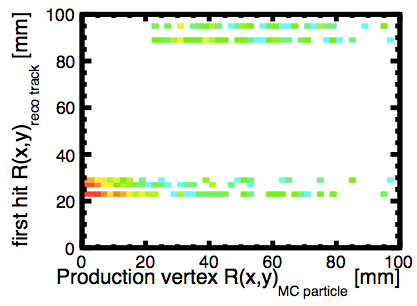 first hit R(x,y)reco track [mm]
100
80
60
40
20
0
0 20 40 60 80 100
Production vertex R(x,y)MC particle [mm]